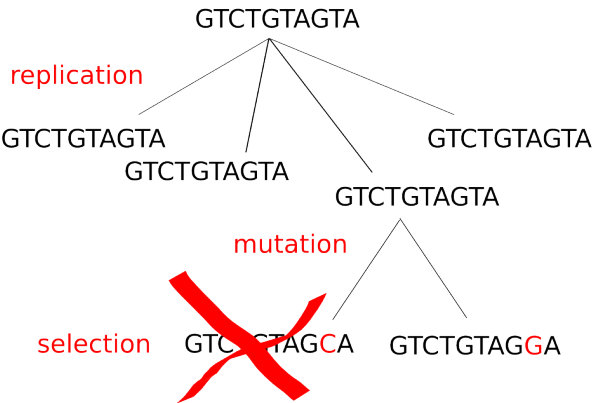 GTCTGTAGTA
replication
GTCTGTAGTA
GTCTGTAGTA
GTCTGTAGTA
GTCTGTAGTA
mutation
selection
GTCTGTAGGA